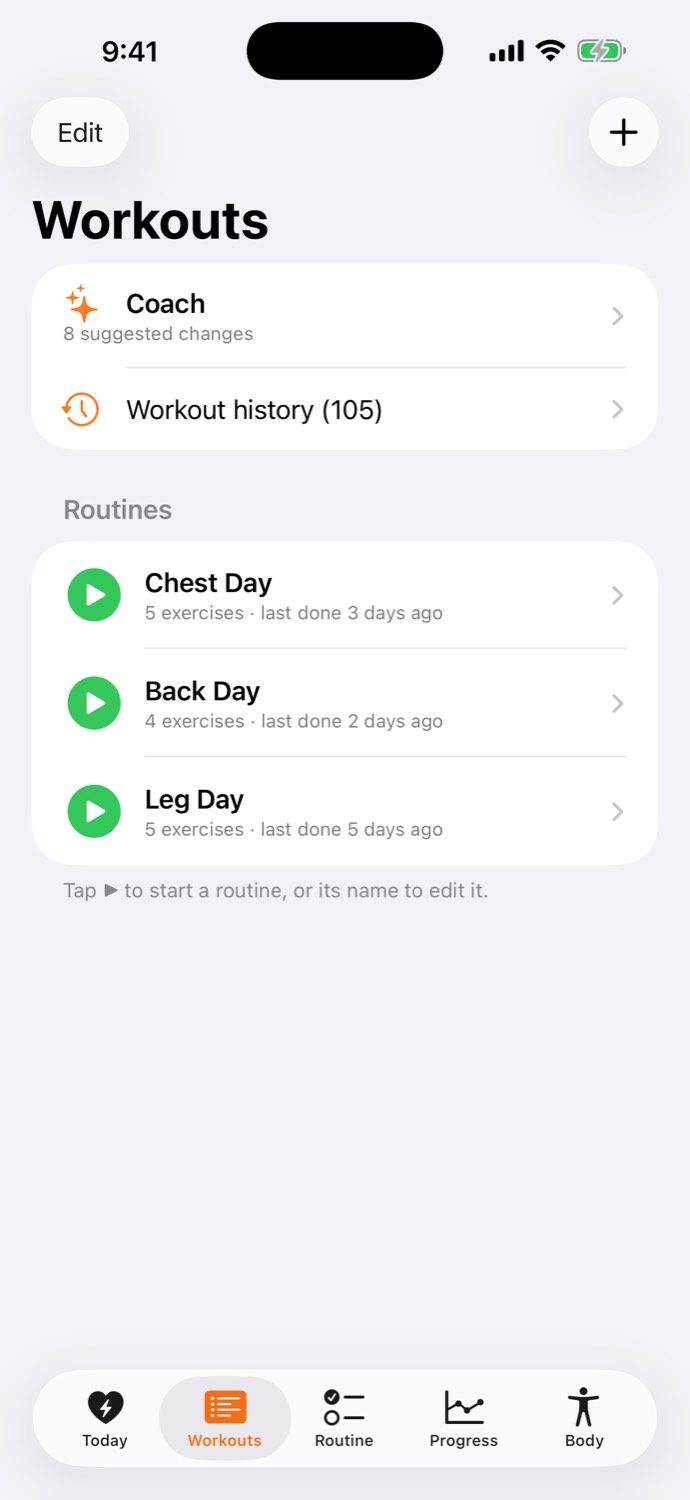 9:41
Edit
Workouts
Coach
8 suggested changes
Workout history (105)
Routines
Chest Day
5 exercises · last done 3 days ago
Back Day
4 exercises · last done 2 days ago
Leg Day
5 exercises · last done 5 days ago
Tap ▶ to start a routine, or its name to edit it.
Today
Workouts
Routine
Progress
Body